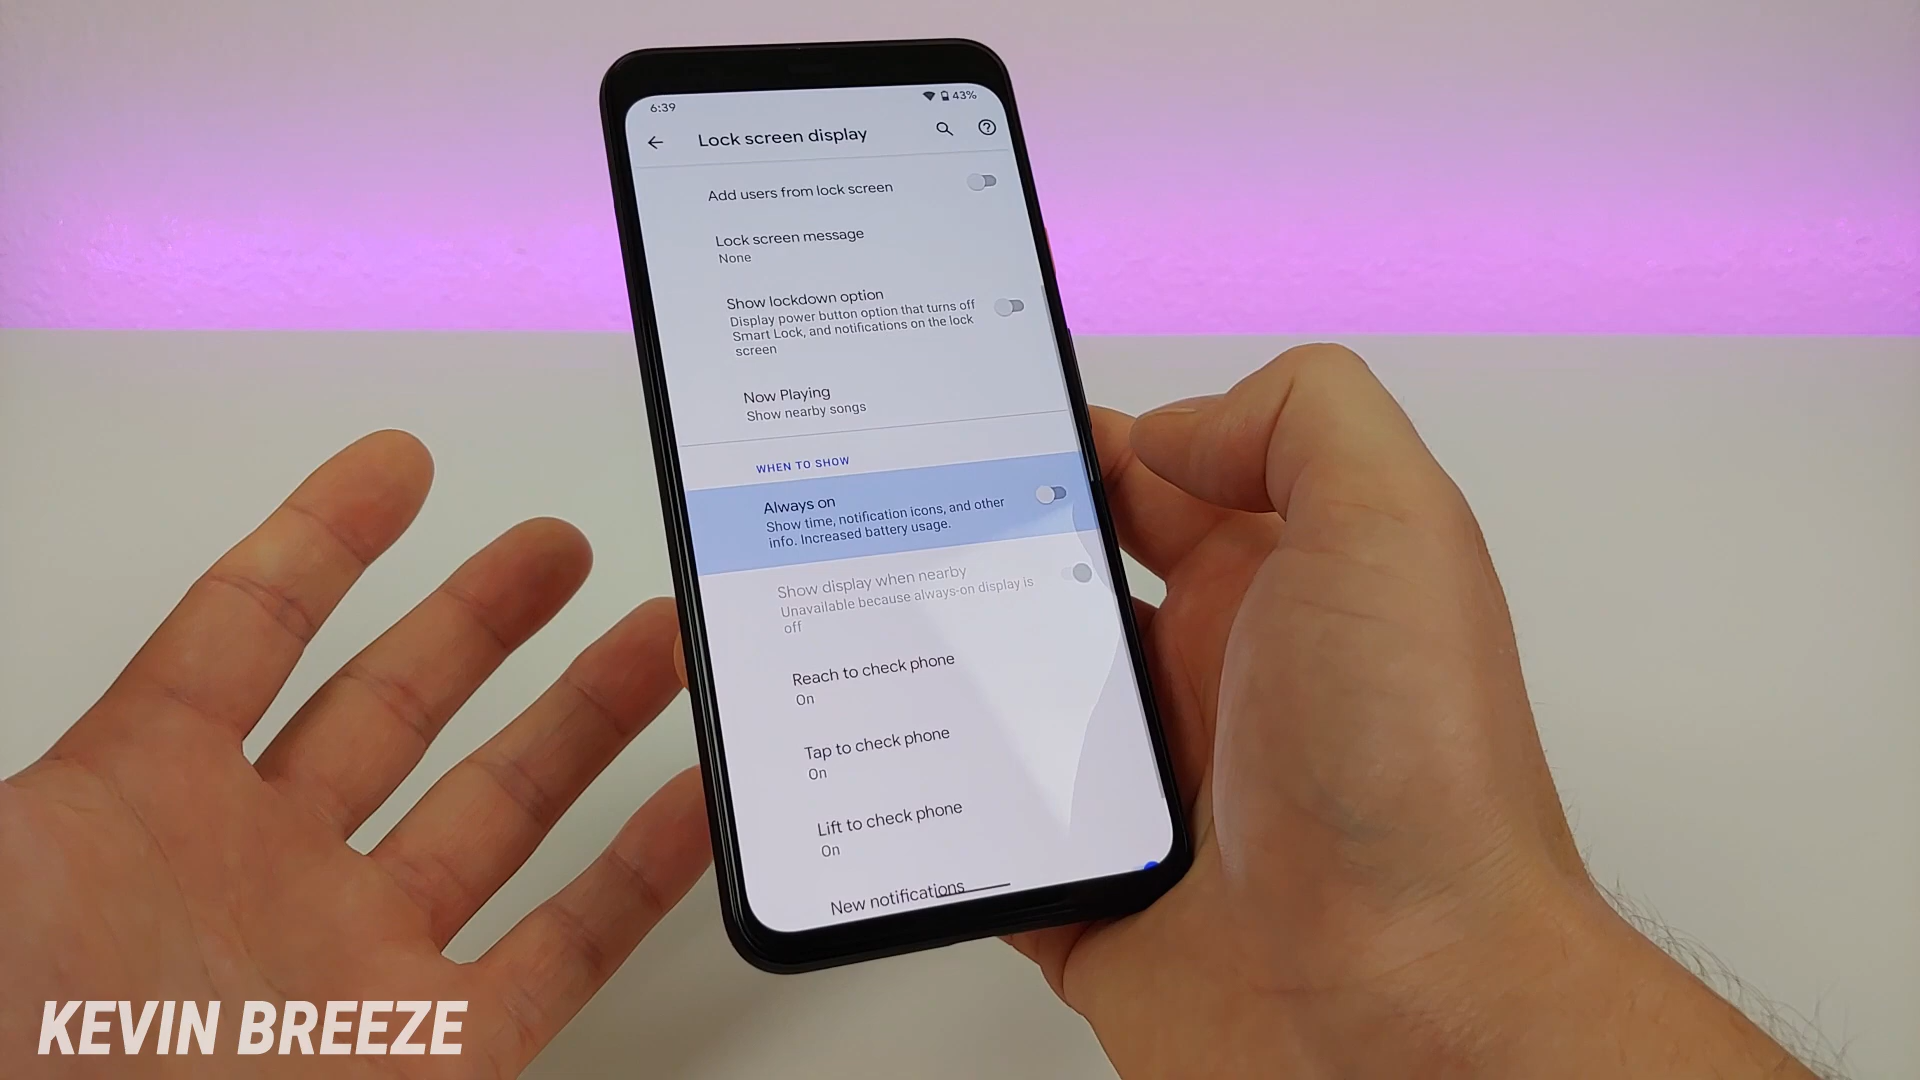 6:39
43%
Lock screen display
Add users from lock screen
Lock screen message
None
Show lockdown option
Display power button option that turns off
Smart Lock, and notifications on the lock
screen
Now Playing
Show nearby songs
WHEN TO SHOW
Always on
Show time, notification icons, and other
info. Increased battery usage.
Show display when nearby
Unavailable because always-on display is
off
Reach to check phone
On
Tap to check phone
On
Lift to check phone
On
New notifications
KEVIN BREEZE